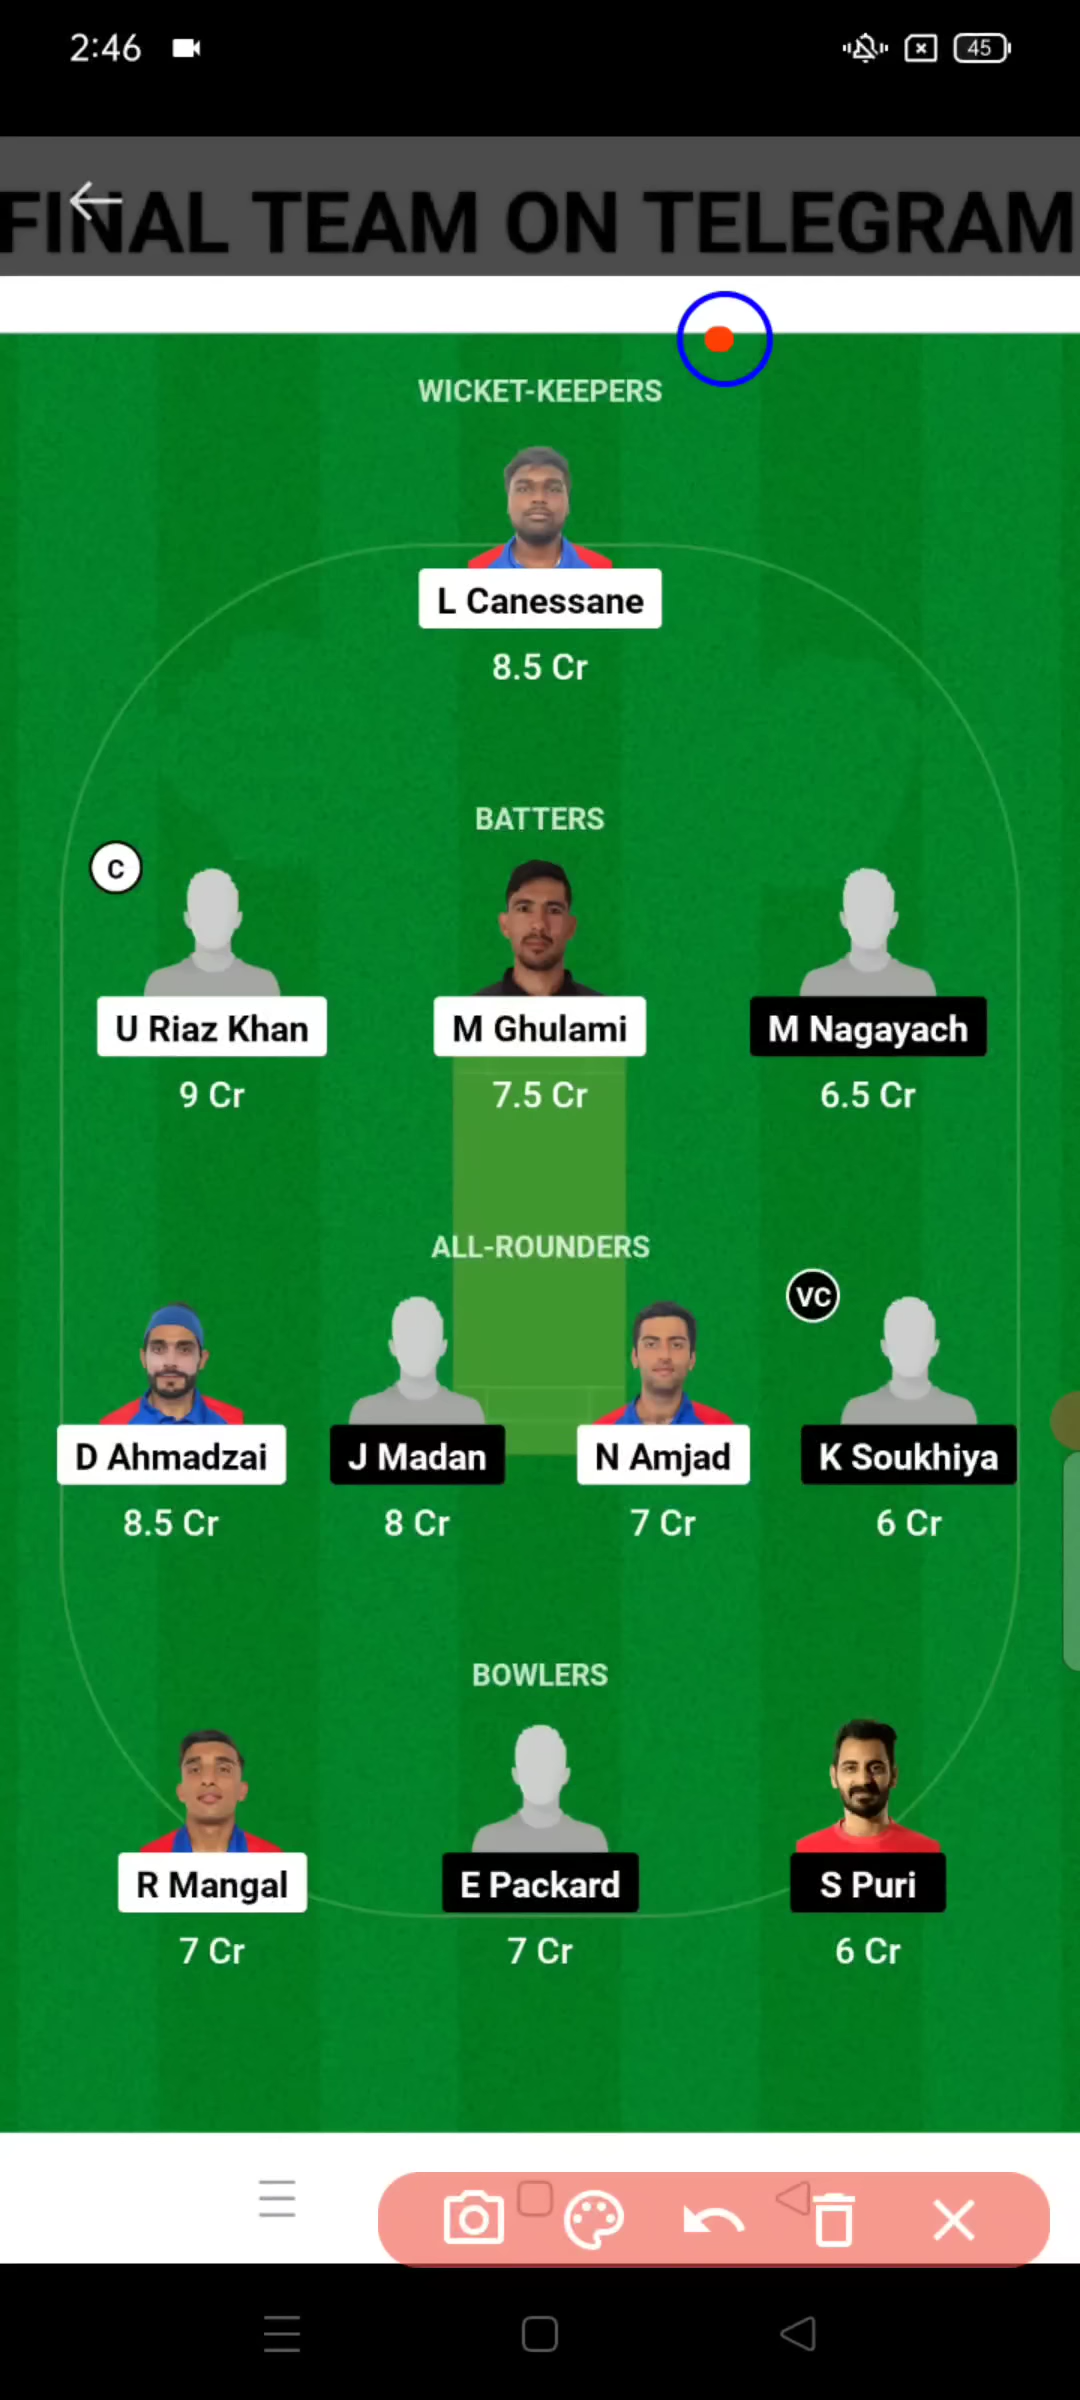 2:46
45
FINAL TEAM ON TELEGRAM
WICKET-KEEPERS
L Canessane
8.5 Cr
BATTERS
C
U Riaz Khan
M Ghulami
M Nagayach
9 Cr
7.5 Cr
6.5 Cr
ALL-ROUNDERS
VC
D Ahmadzai
J Madan
N Amjad
K Soukhiya
8.5 Cr
8 Cr
7 Cr
6 Cr
BOWLERS
R Mangal
E Packard
S Puri
7 Cr
7 Cr
6 Cr